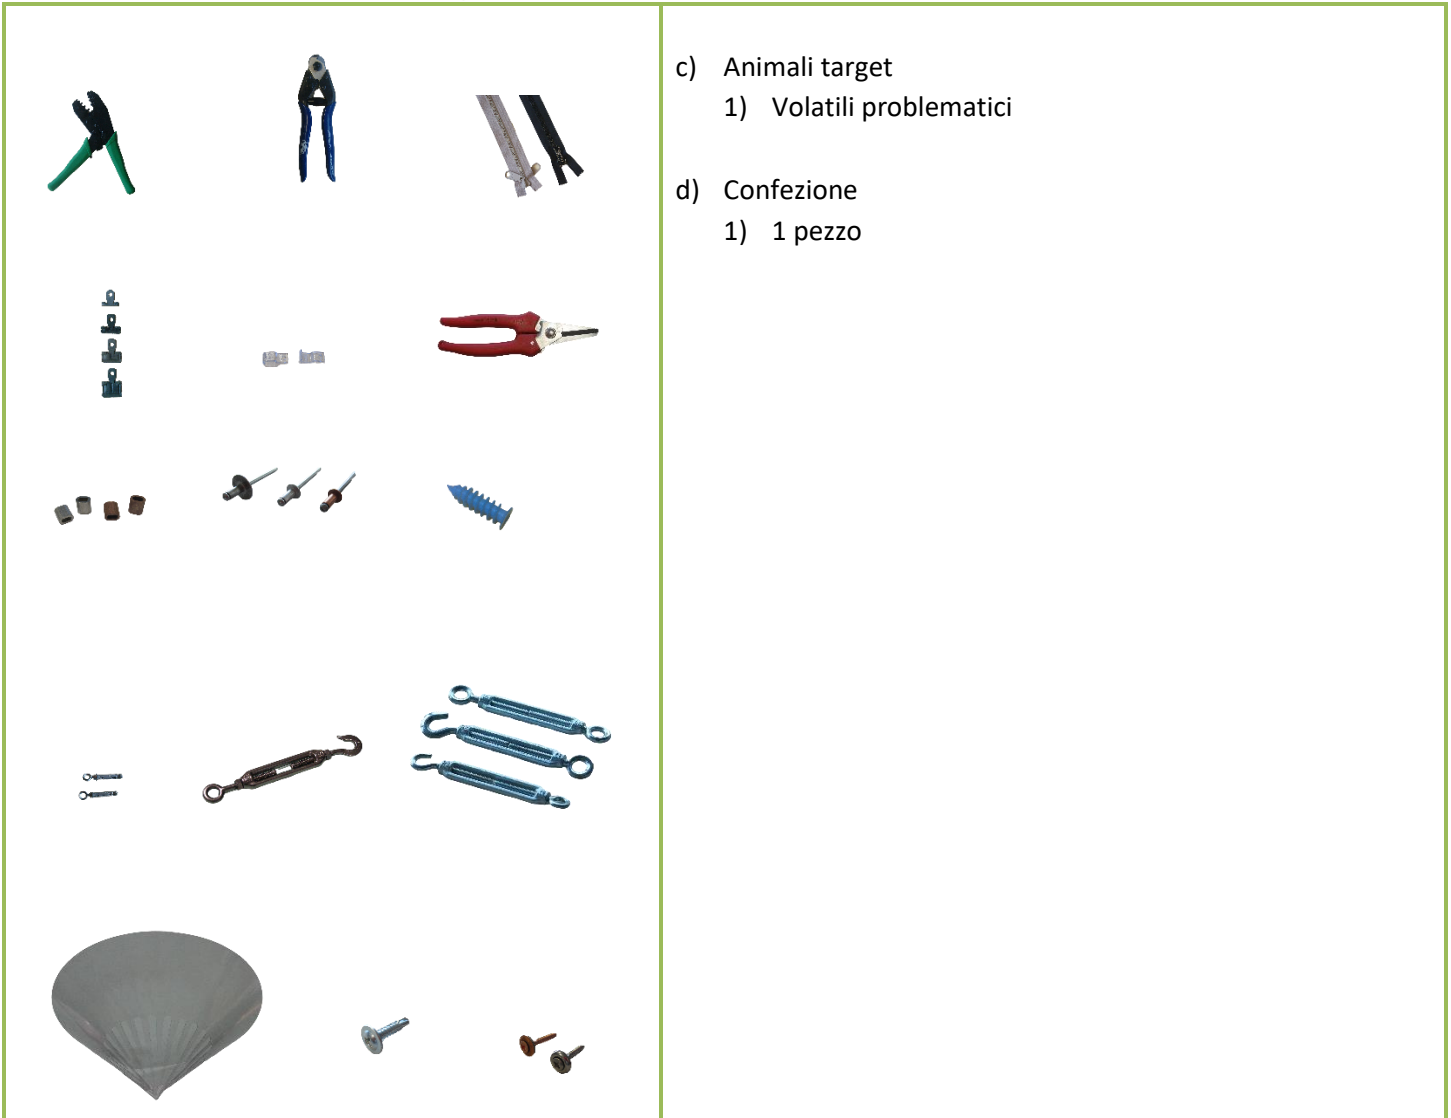 c) Animali target
1) Volatili problematici
d) Confezione
1) 1 pezzo